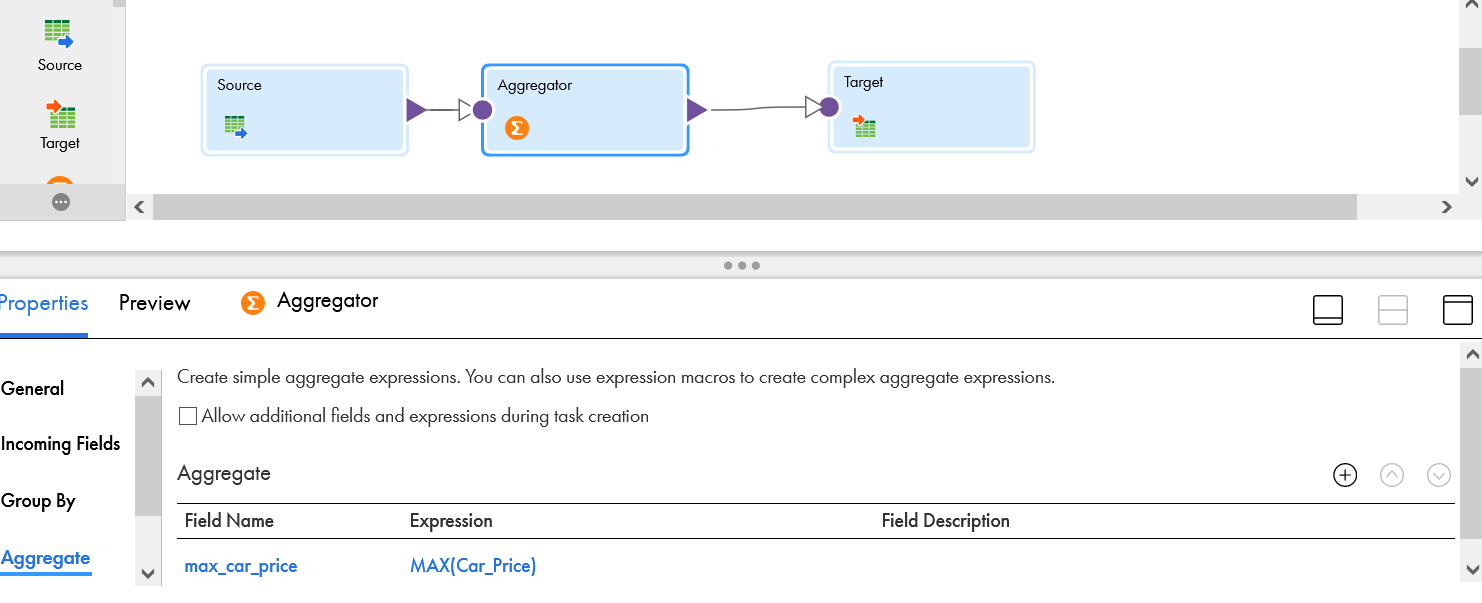 Source
Target
Source
Aggregator
Target
Properties
Preview
Aggregator
General
Incoming Fields
Group By
Aggregate
Create simple aggregate expressions. You can also use expression macros to create complex aggregate expressions.
Allow additional fields and expressions during task creation
Aggregate
Field Name
Expression
Field Description
max_car_price
MAX(Car_Price)